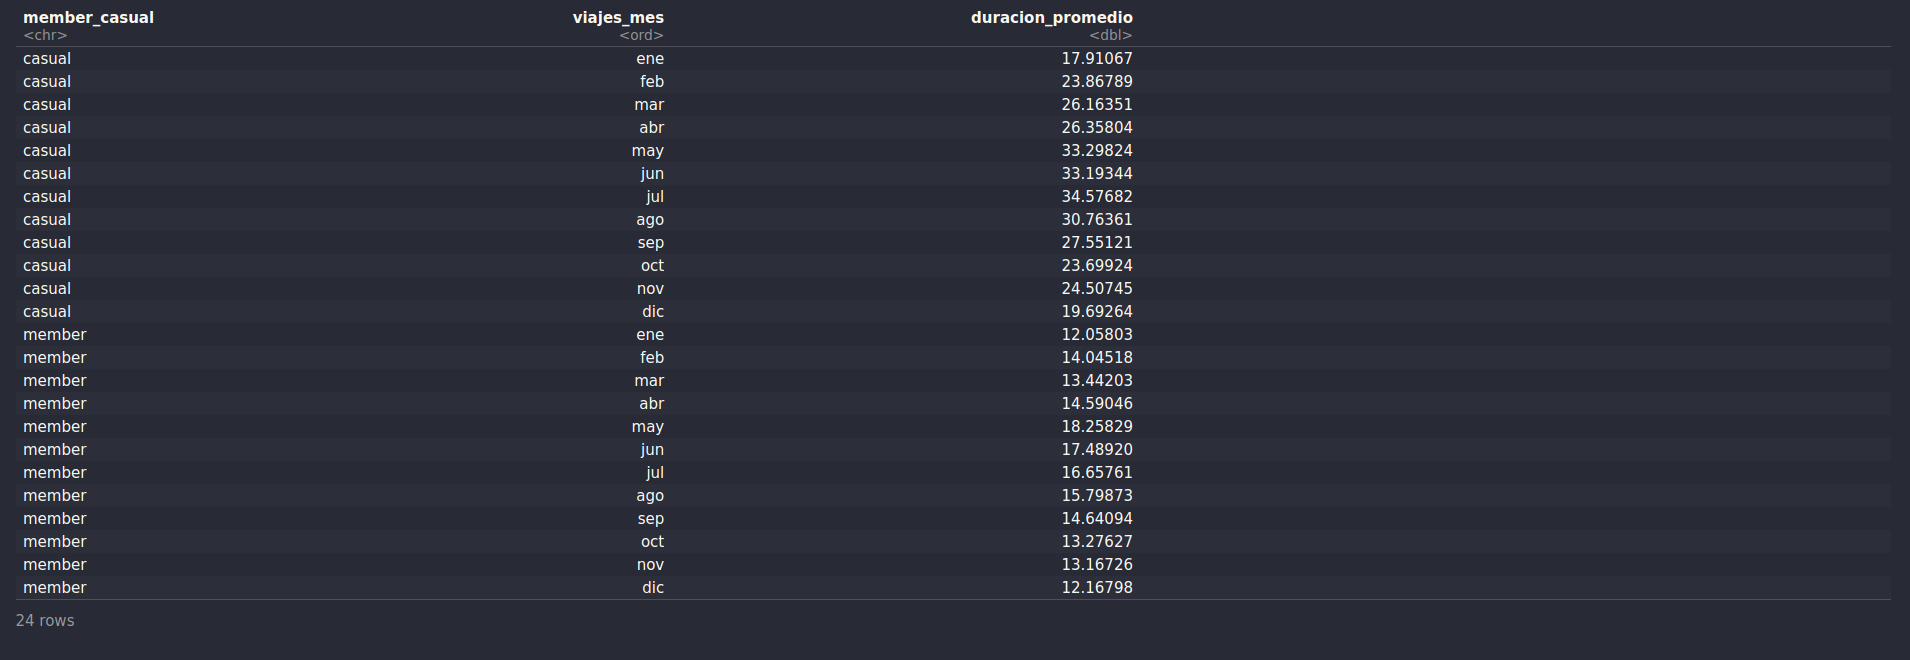 member_casual viajes_mes duracion_promedio
<chr> <ord> <dbl>
casual ene 17.91067
casual feb 23.86789
casual mar 26.16351
casual abr 26.35804
casual may 33.29824
casual jun 33.19344
casual jul 34.57682
casual ago 30.76361
casual sep 27.55121
casual oct 23.69924
casual nov 24.50745
casual dic 19.69264
member ene 12.05803
member feb 14.04518
member mar 13.44203
member abr 14.59046
member may 18.25829
member jun 17.48920
member jul 16.65761
member ago 15.79873
member sep 14.64094
member oct 13.27627
member nov 13.16726
member dic 12.16798
24 rows